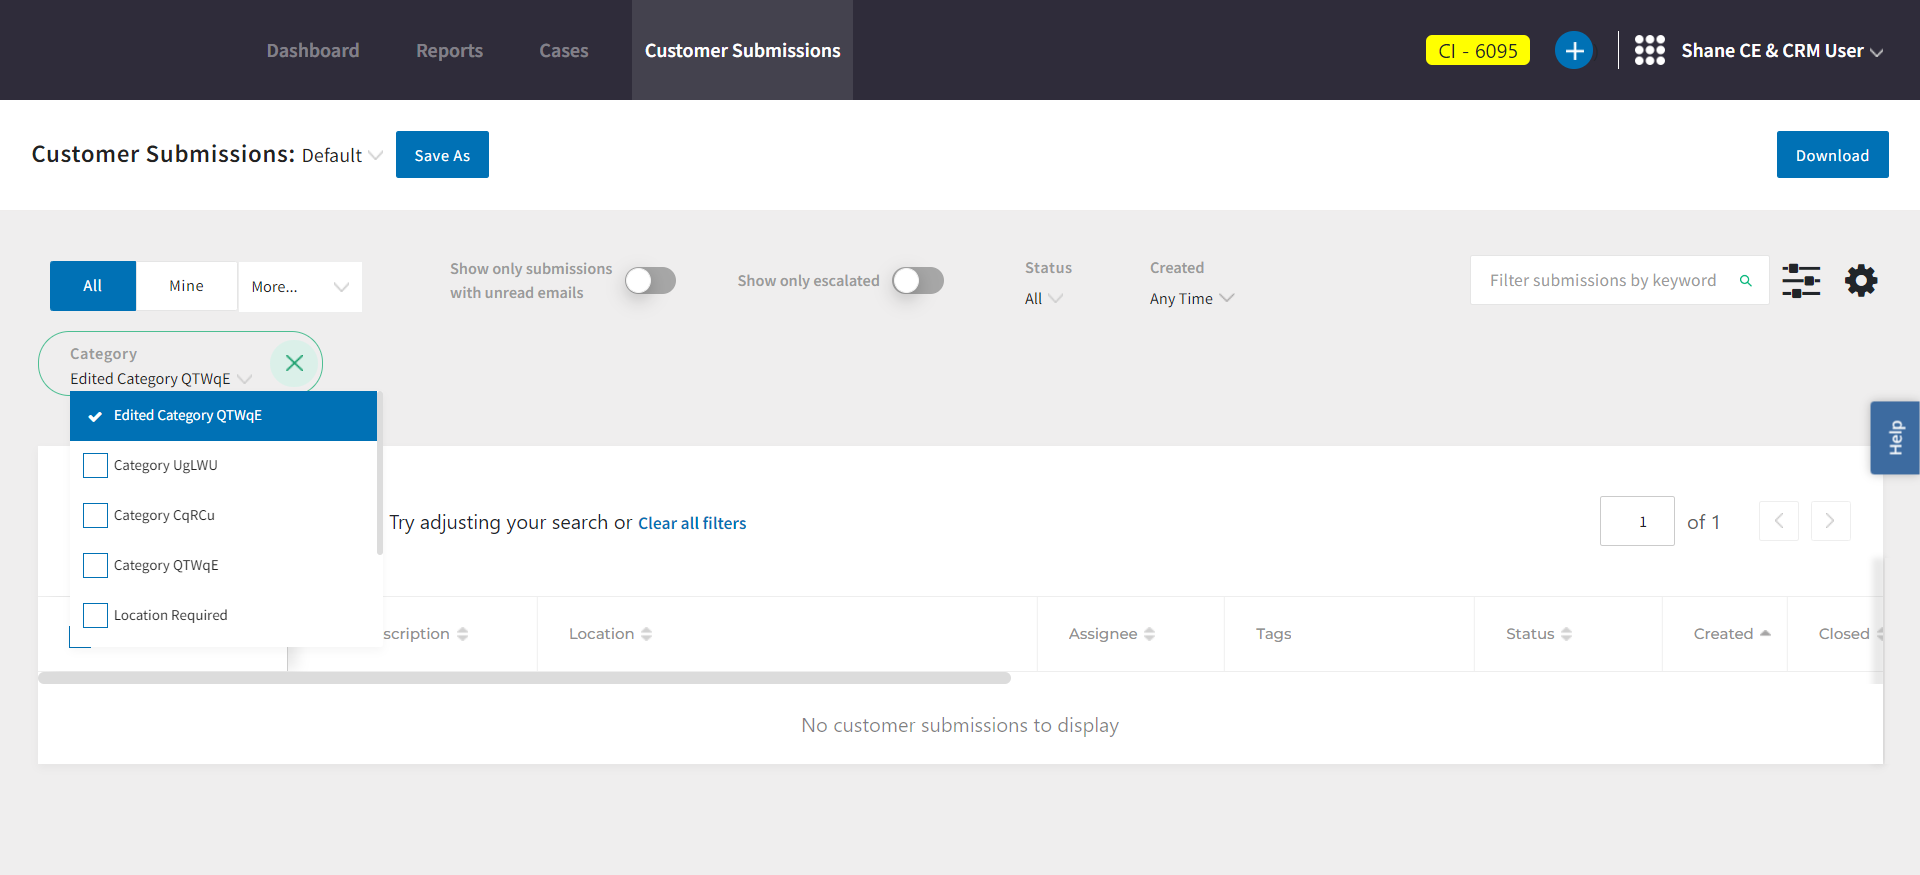 Dashboard
Reports
Cases
Customer Submissions
CI - 6095
Shane CE & CRM User
Customer Submissions: Default
Save As
Download
All
Mine
More...
Show only submissions
with unread emails
Show only escalated
Status
All
Created
Any Time
Filter submissions by keyword
Category
Edited Category QTWqE
Edited Category QTWqE
Category UgLWU
Category CqRCu
Category QTWqE
Location Required
Help
Try adjusting your search or Clear all filters
1
of 1
scription
Location
Assignee
Tags
Status
Created
Closed
No customer submissions to display